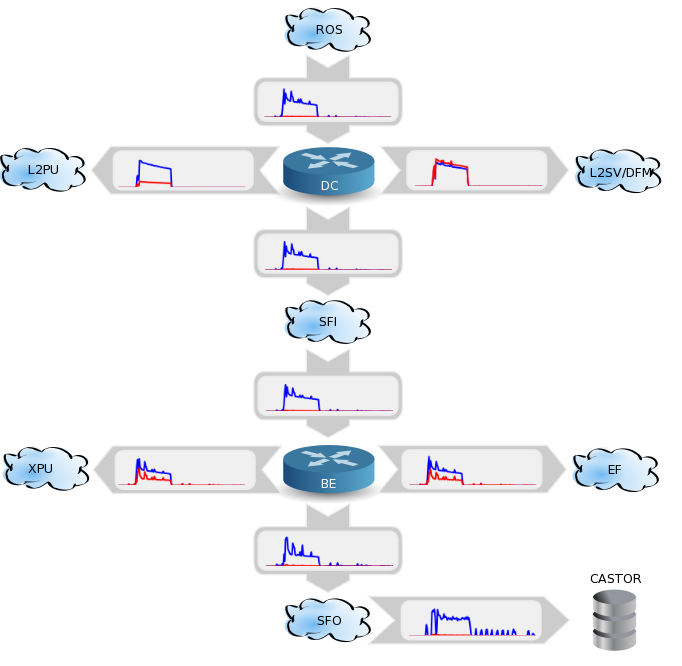 ROS
L2PU
DC
L2SV/DFM
SFI
XPU
BE
EF
CASTOR
SFO